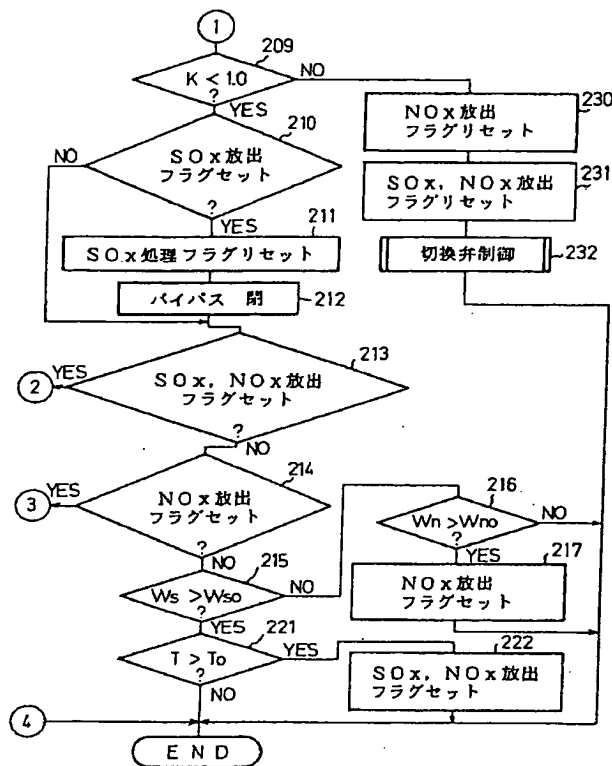 1
209
K < 1.0
?
NO
YES
230
NOx放出
フラグリセット
210
NO
SOx放出
フラグセット
?
YES
231
SOx, NOx放出
フラグリセット
211
SOx処理フラグリセット
切換弁制御
232
バイパス 閉
212
213
2
YES
SOx, NOx放出
フラグセット
?
NO
214
3
YES
NOx放出
フラグセット
?
NO
216
Wn >Wno
?
NO
YES
215
Ws >Wso
?
NO
YES
217
NOx放出
フラグセット
221
T > To
?
YES
NO
222
SOx, NOx放出
フラグセット
4
END